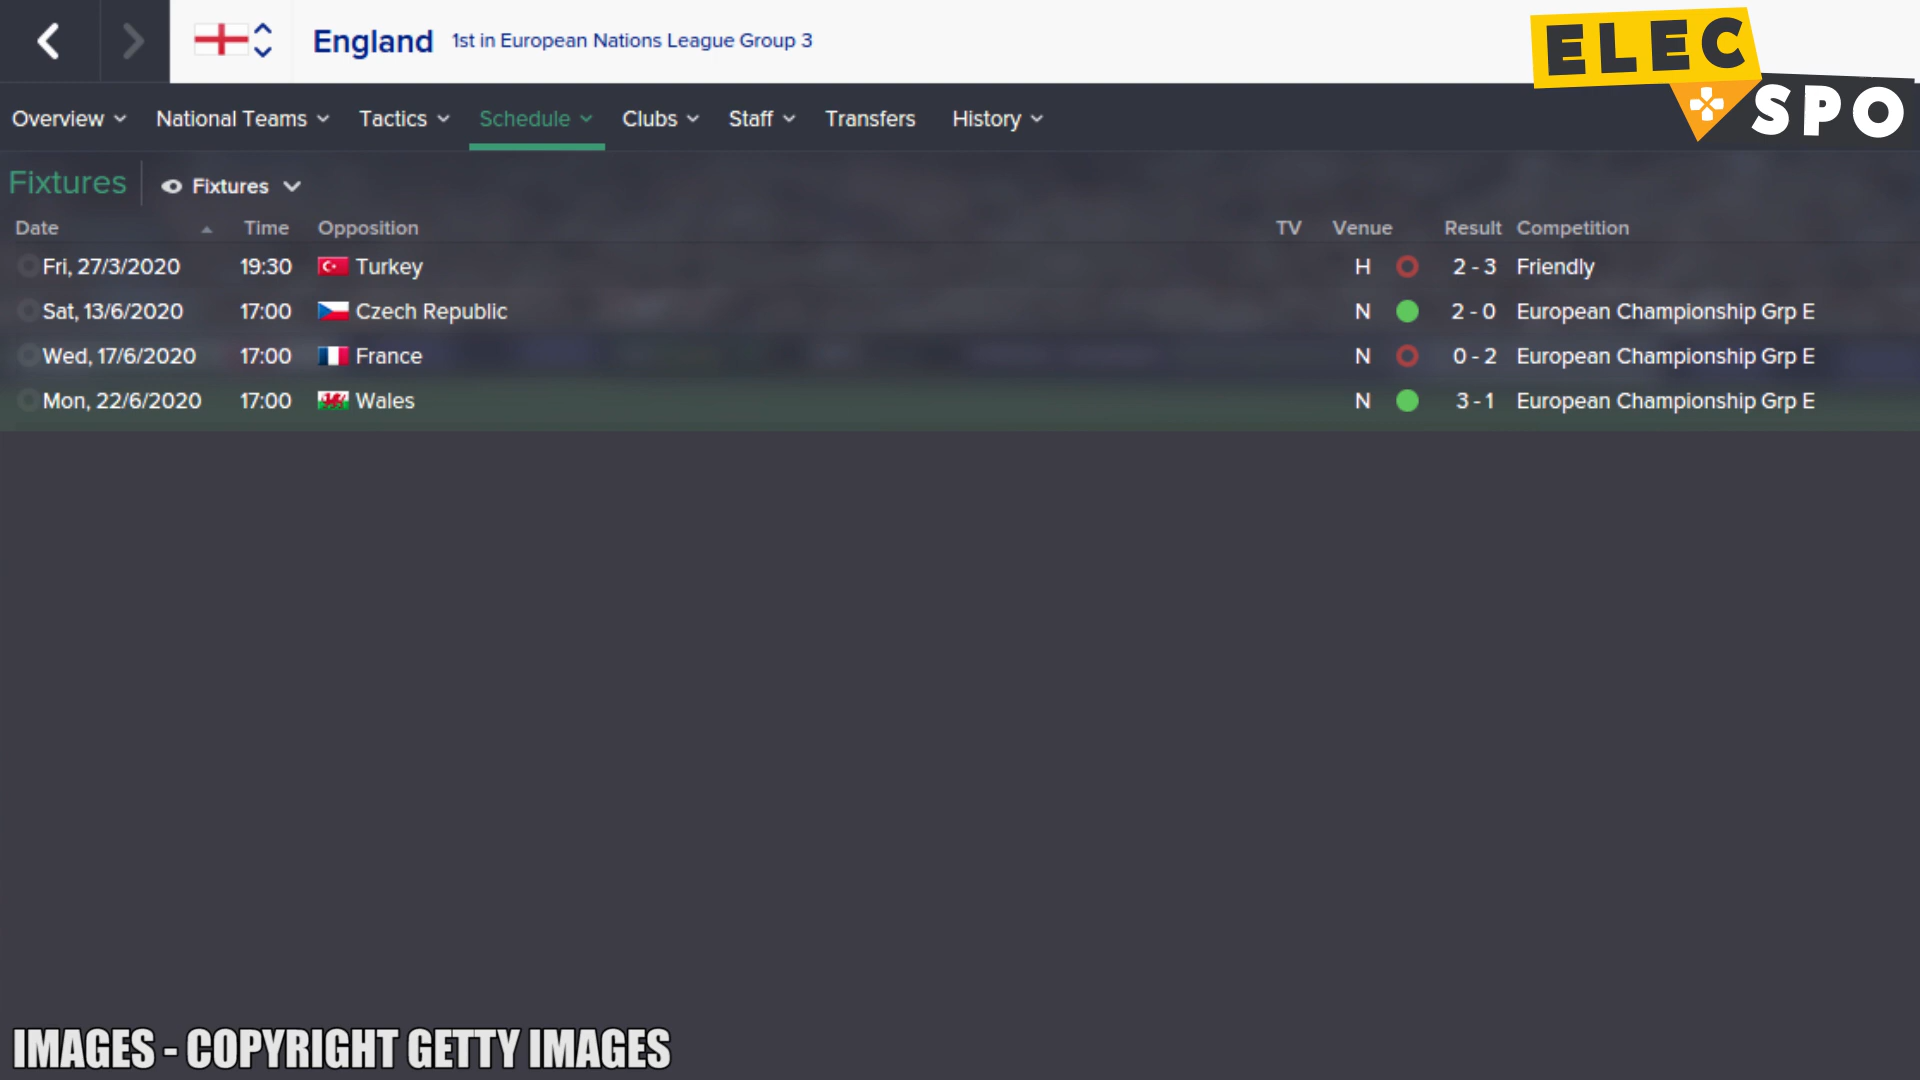 England 1st in European Nations League Group 3
ELEC
SPO
Overview National Teams Tactics Schedule Clubs Staff Transfers History
Fixtures Fixtures
Date Time Opposition TV Venue Result Competition
Fri, 27/3/2020 19:30 Turkey H 2 - 3 Friendly
Sat, 13/6/2020 17:00 Czech Republic N 2 - 0 European Championship Grp E
Wed, 17/6/2020 17:00 France N 0 - 2 European Championship Grp E
Mon, 22/6/2020 17:00 Wales N 3 - 1 European Championship Grp E
IMAGES - COPYRIGHT GETTY IMAGES